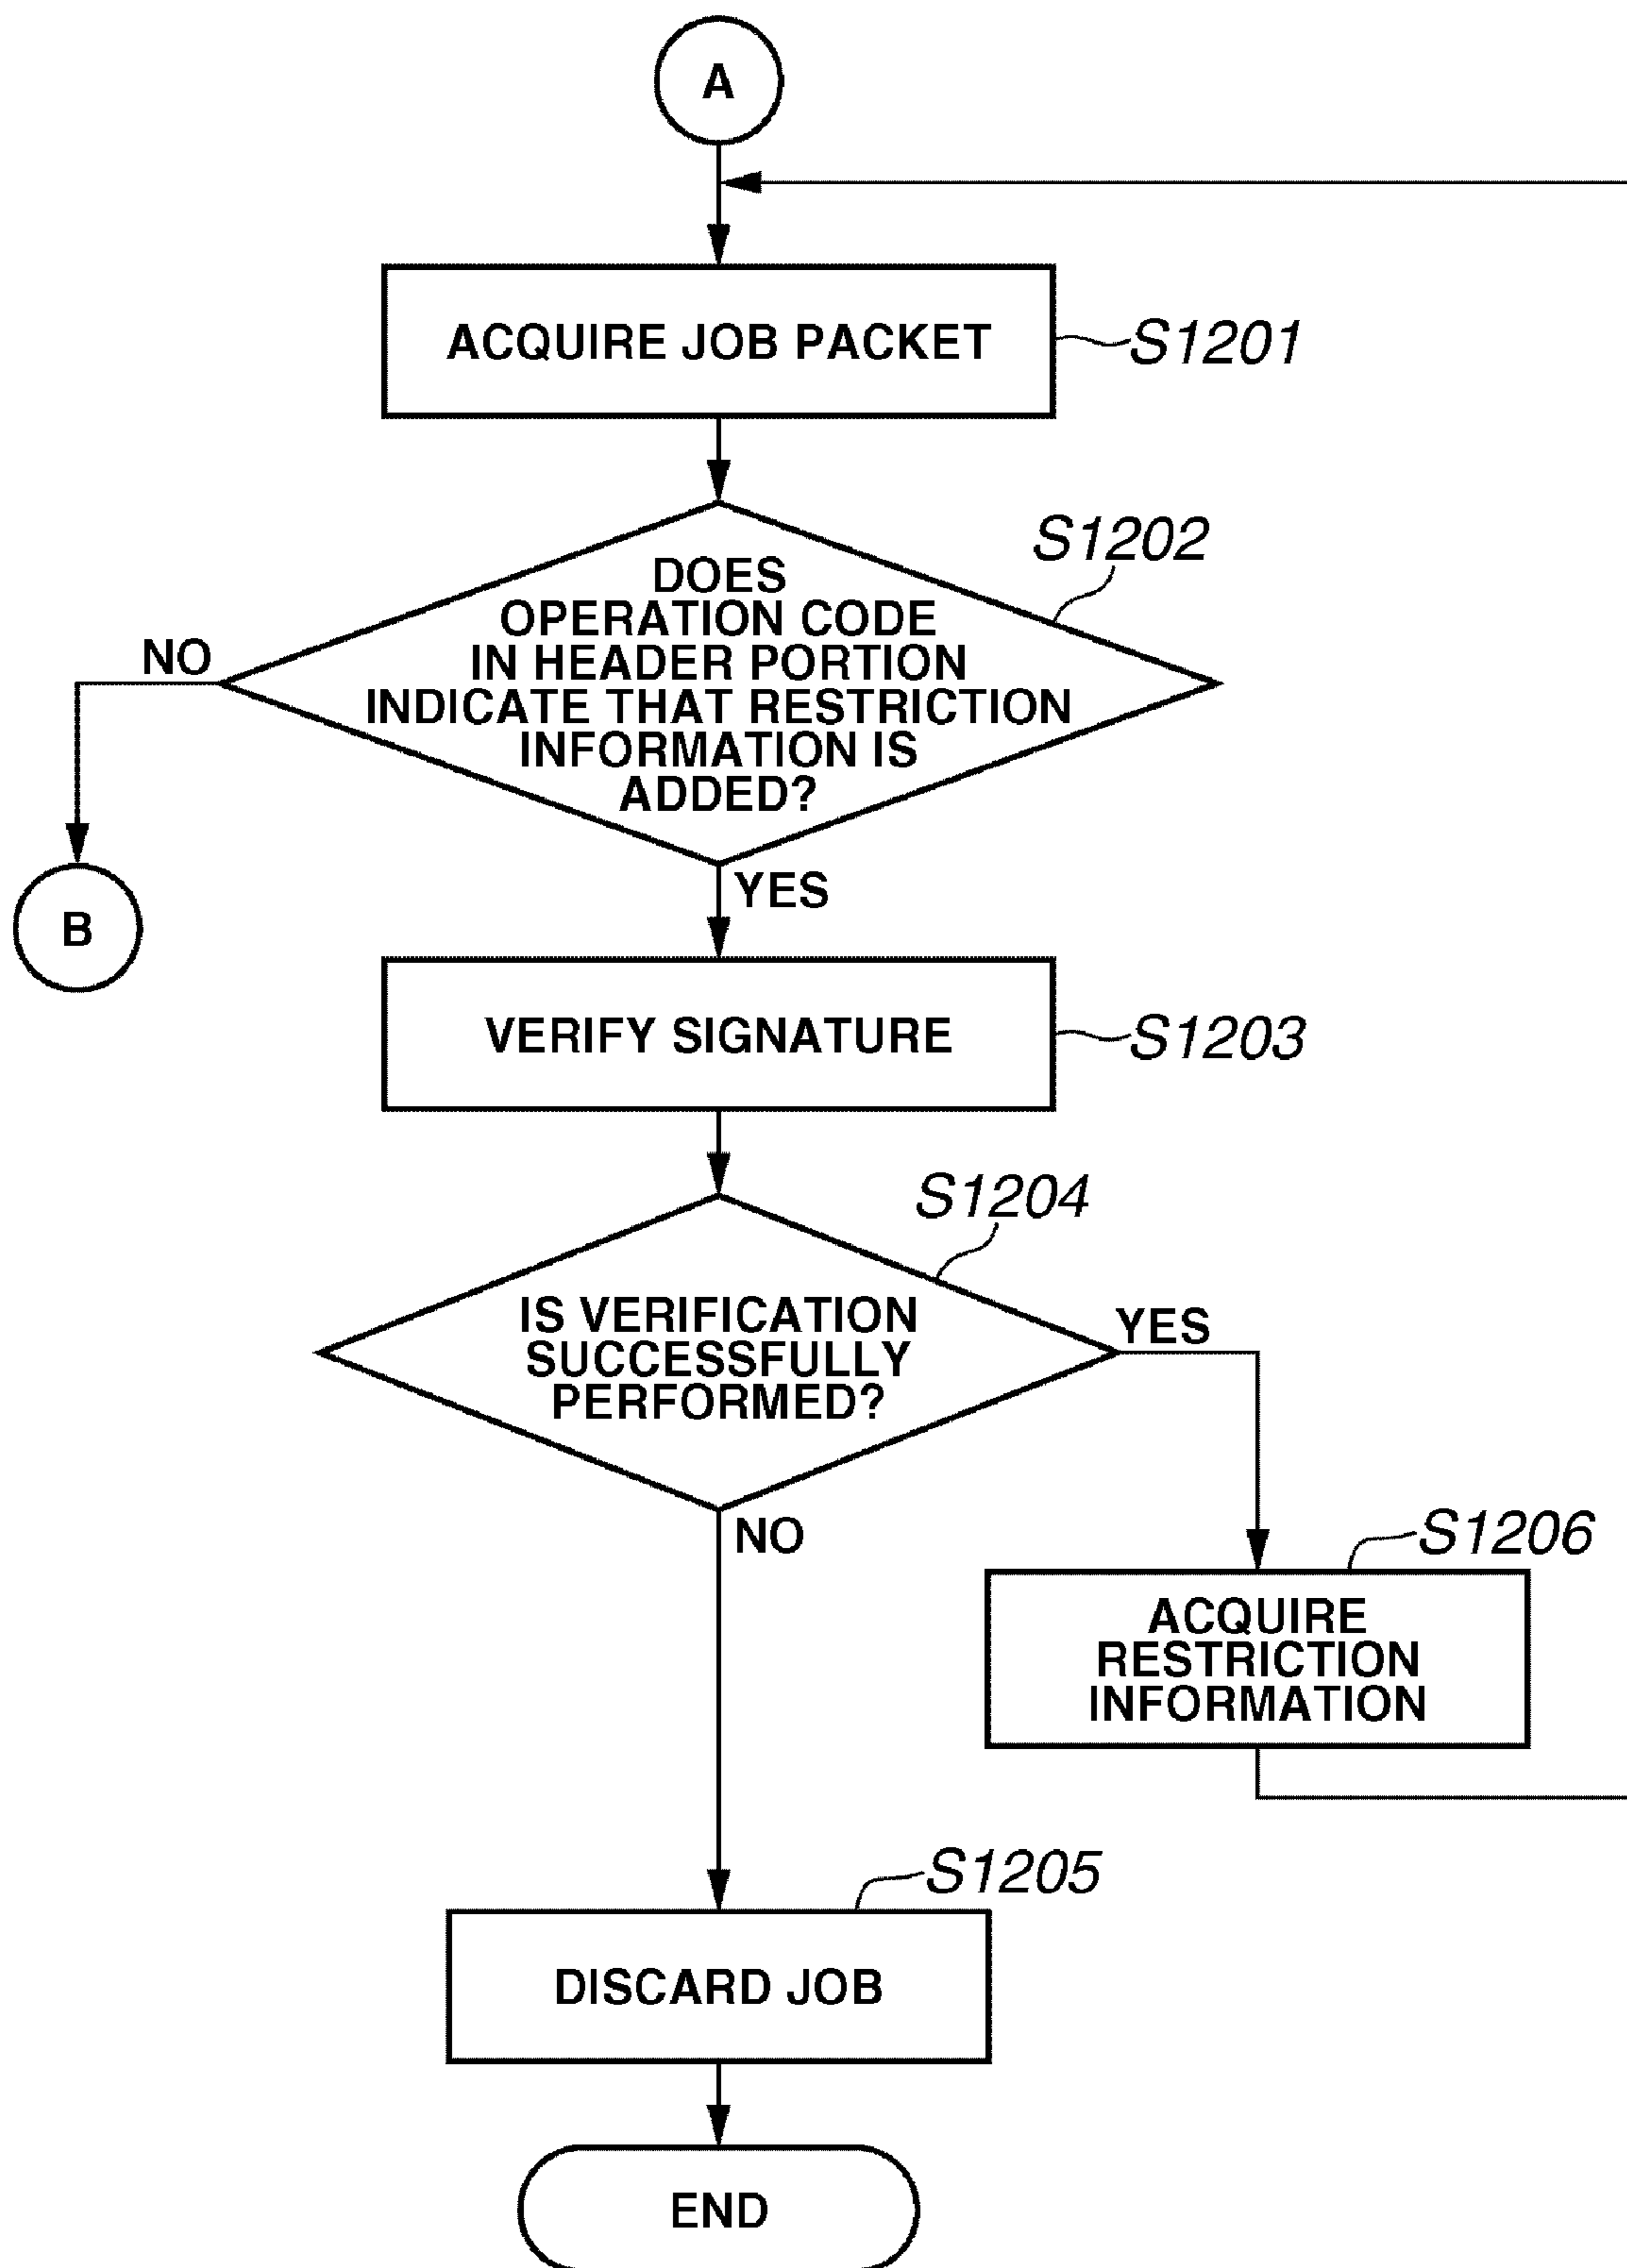 A
ACQUIRE JOB PACKET
S1201
S1202
DOES
OPERATION CODE
IN HEADER PORTION
INDICATE THAT RESTRICTION
INFORMATION IS
ADDED?
NO
B
YES
VERIFY SIGNATURE
S1203
S1204
IS VERIFICATION
SUCCESSFULLY
PERFORMED?
YES
NO
S1206
ACQUIRE
RESTRICTION
INFORMATION
S1205
DISCARD JOB
END